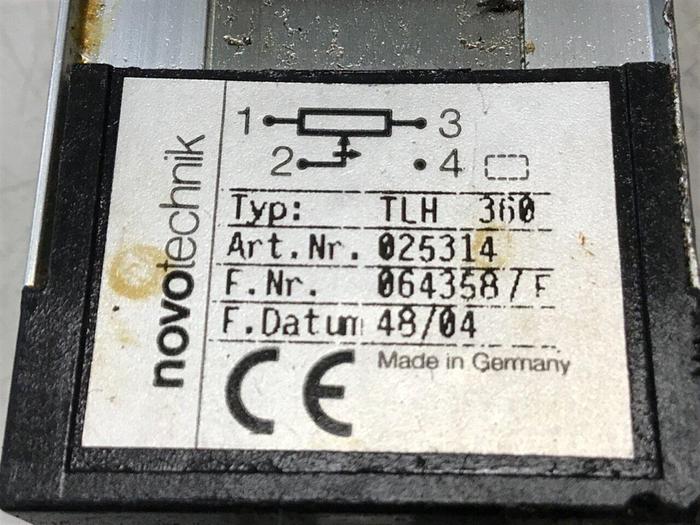 novotechnik
1 3
2 4
Typ: TLH 360
Art.Nr. 025314
F.Nr. 064358/F
F.Datum 48/04
CE Made in Germany